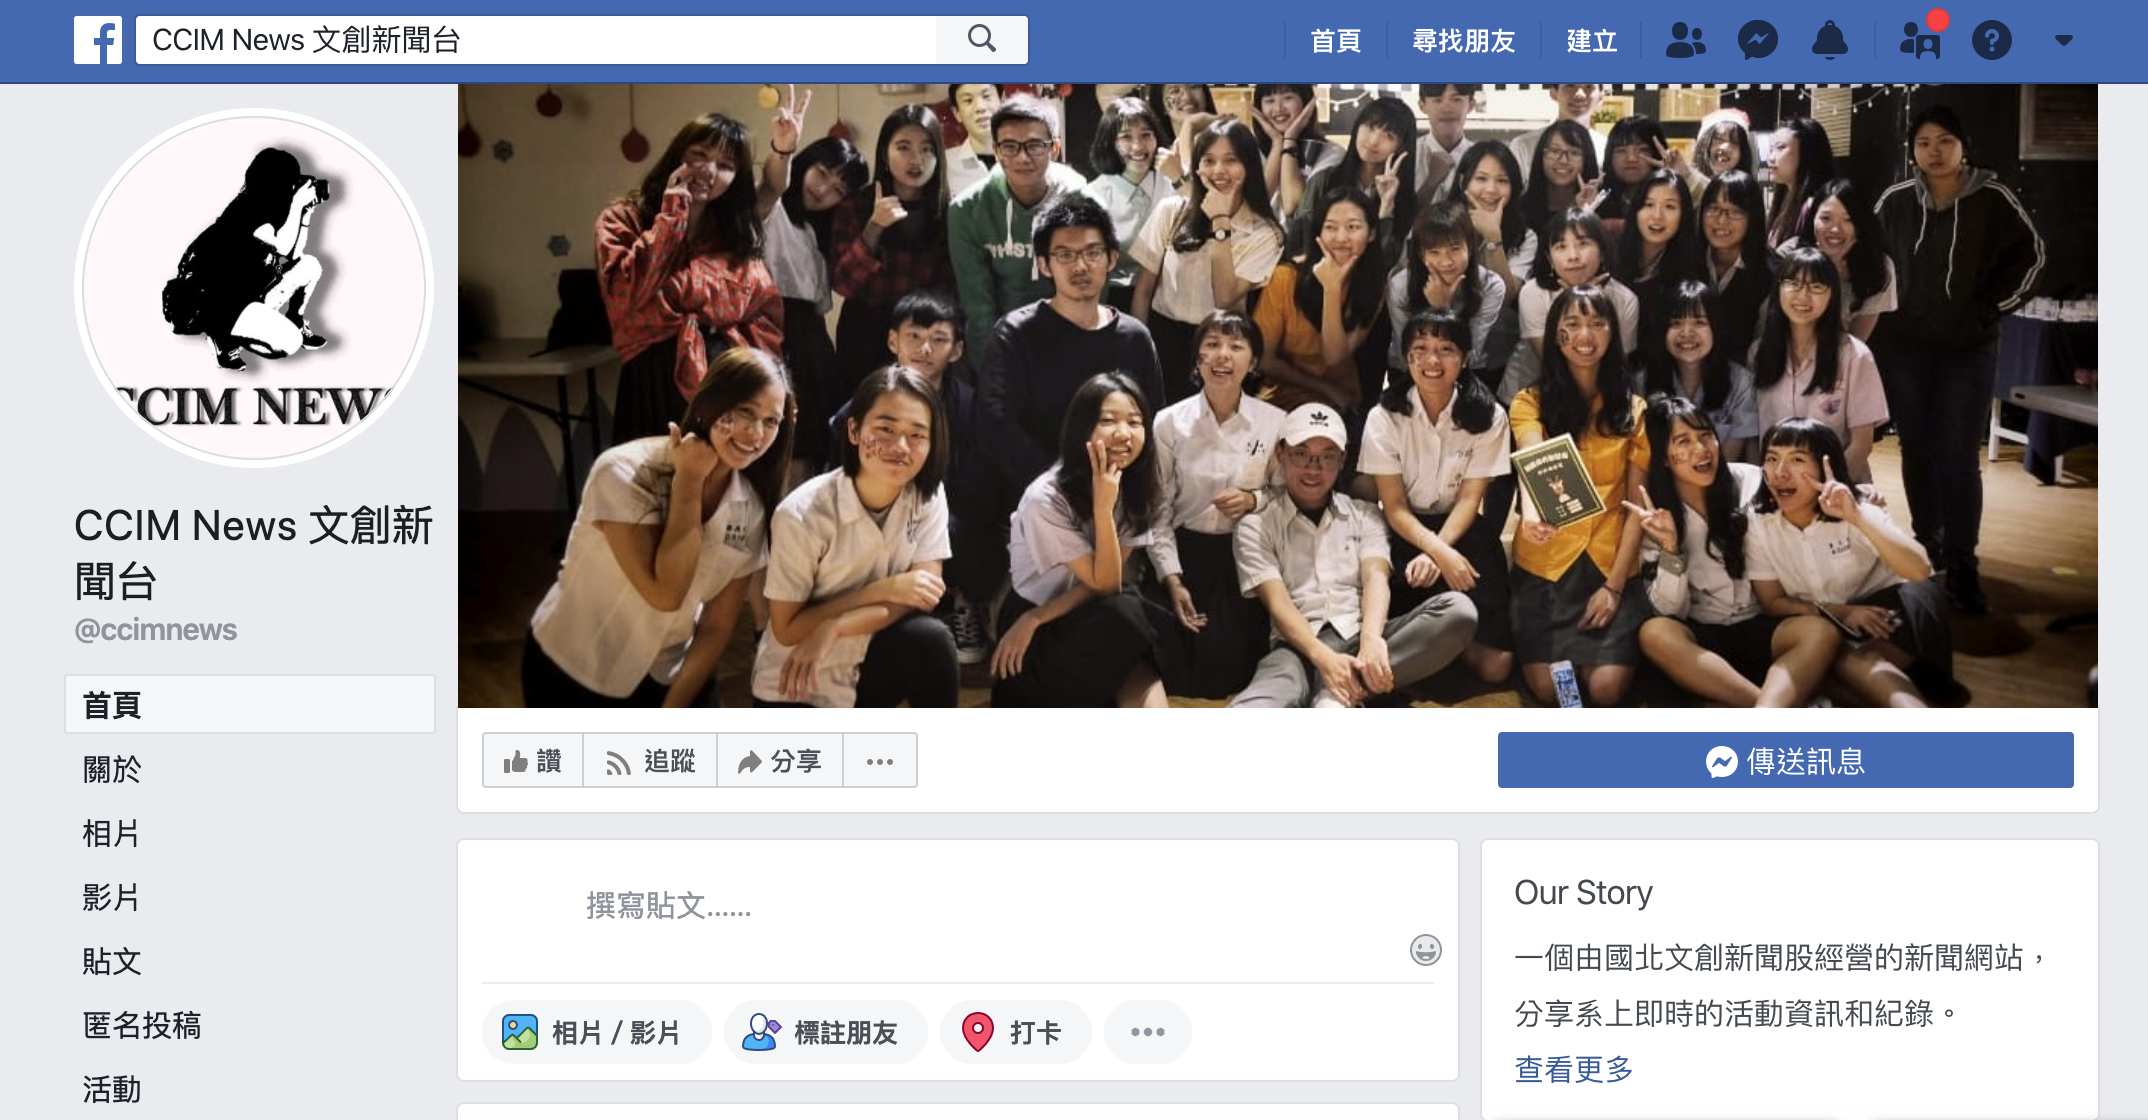 CCIM News 文創新聞台
首頁
尋找朋友
建立
CCIM NEWS
CCIM News 文創新
聞台
@ccimnews
首頁
關於
相片
影片
貼文
匿名投稿
活動
讚
追蹤
分享
傳送訊息
撰寫貼文......
相片 / 影片
標註朋友
打卡
Our Story
一個由國北文創新聞股經營的新聞網站，
分享系上即時的活動資訊和紀錄。
查看更多